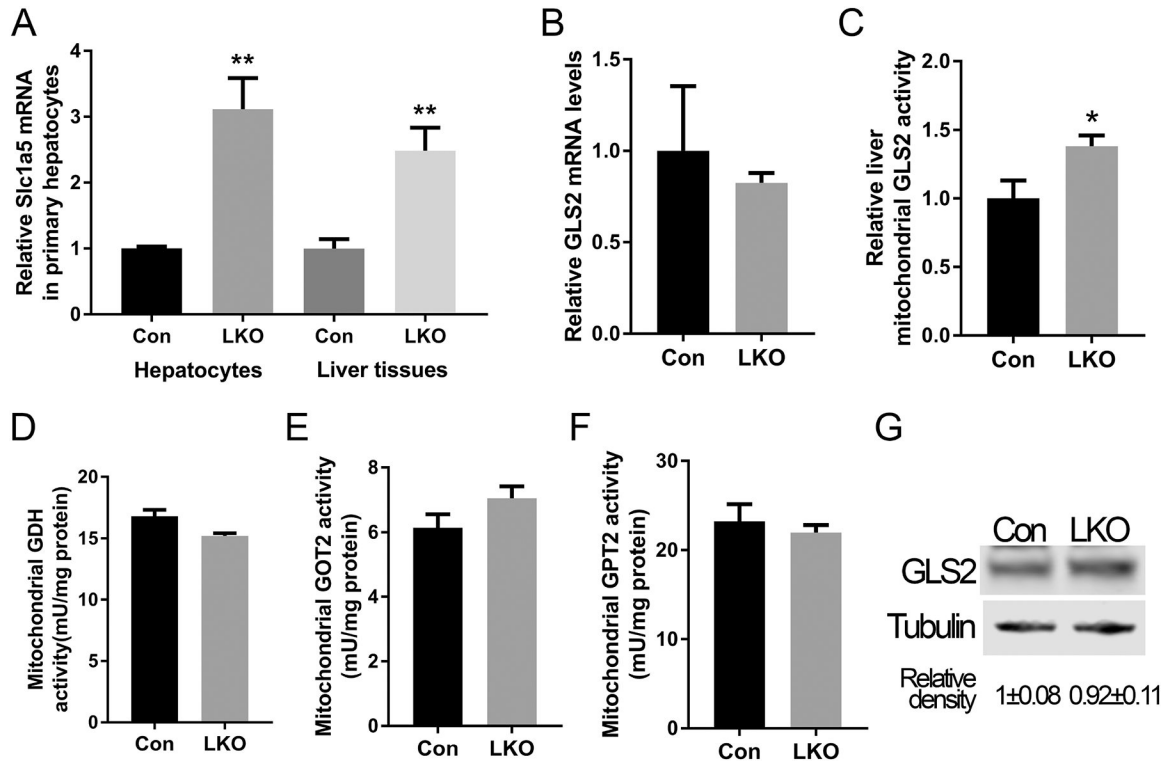 A
Relative Slc1a5 mRNA
in primary hepatocytes
4
3
2
1
0
**
**
Con
LKO
Con
LKO
Hepatocytes
Liver tissues
B
Relative GLS2 mRNA levels
1.5
1.0
0.5
0.0
Con
LKO
C
Relative liver
mitochondrial GLS2 activity
2.0
1.5
1.0
0.5
0.0
*
Con
LKO
D
Mitochondrial GDH
activity(mU/mg protein)
20
15
15
5
0
Con
LKO
E
Mitochondrial GOT2 activity
(mU/mg protein)
8
6
4
2
0
Con
LKO
F
Mitochondrial GPT2 activity
(mU/mg protein)
30
20
10
0
Con
LKO
G
Con LKO
GLS2
Tubulin
Relative
density
1±0.08 0.92±0.11